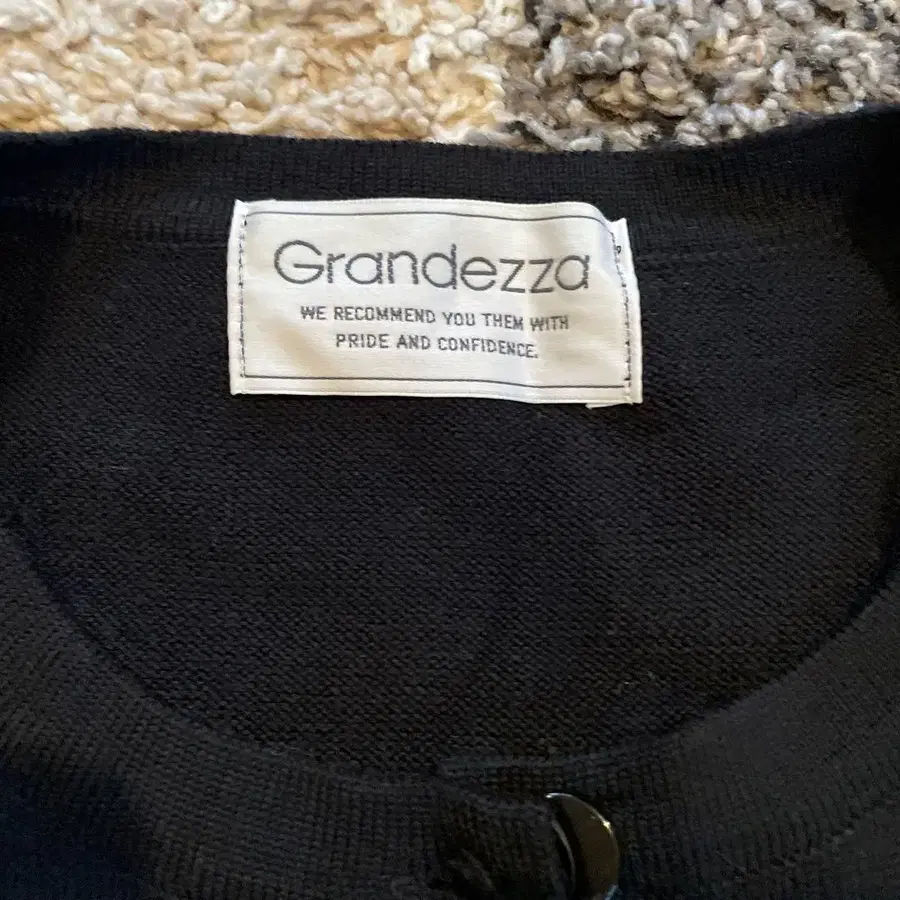 Grandezza
WE RECOMMEND YOU THEM WITH
PRIDE AND CONFIDENCE.